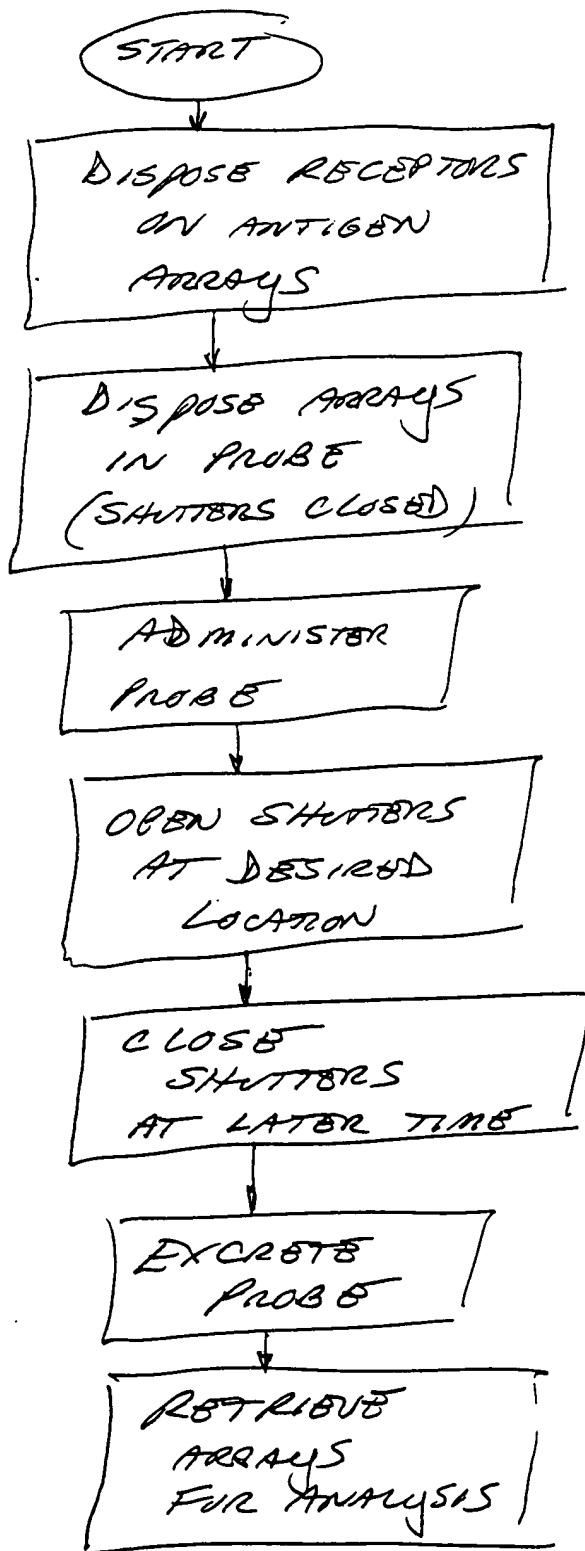 START
DISPOSE RECEPTORS
ON ANTIGEN
ARRAYS
DISPOSE ARRAYS
IN PROBE
(SHUTTERS CLOSED)
ADMINISTER
PROBE
OPEN SHUTTERS
AT DESIRED
LOCATION
CLOSE
SHUTTERS
AT LATER TIME
EXCRETE
PROBE
RETRIEVE
ARRAYS
FOR ANALYSIS